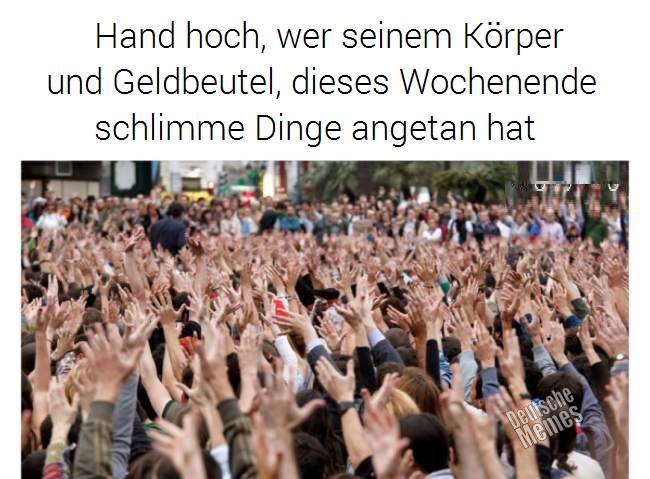 Hand hoch, wer seinem Körper
und Geldbeutel, dieses Wochenende
schlimme Dinge angetan hat
Deutsche
Memes